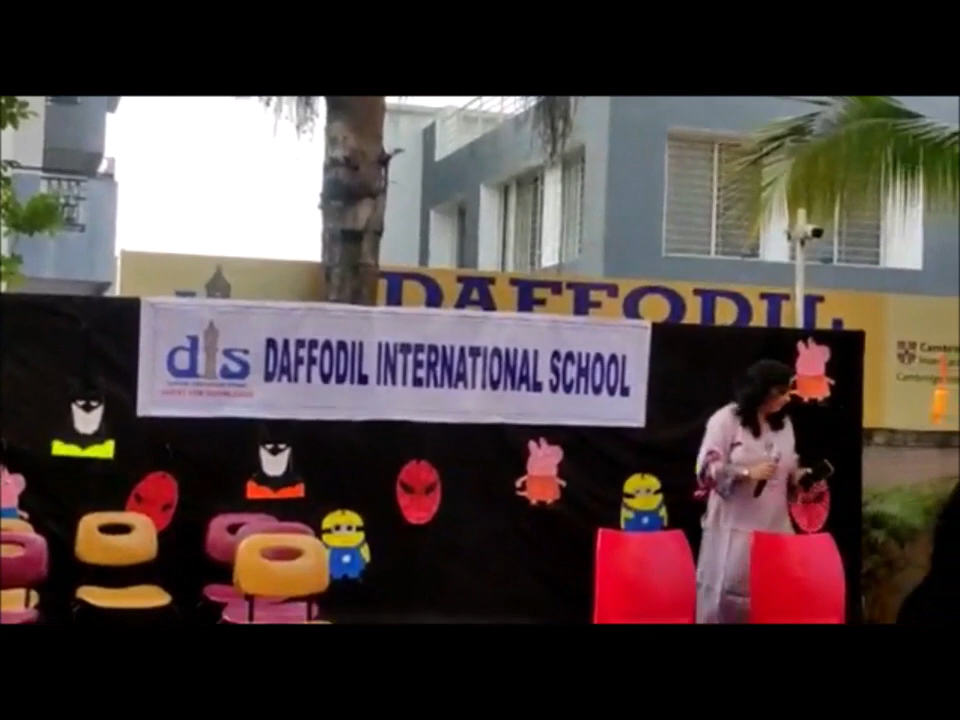 DAFFODIL
dis
DAFFODIL INTERNATIONAL SCHOOL
Cambridge